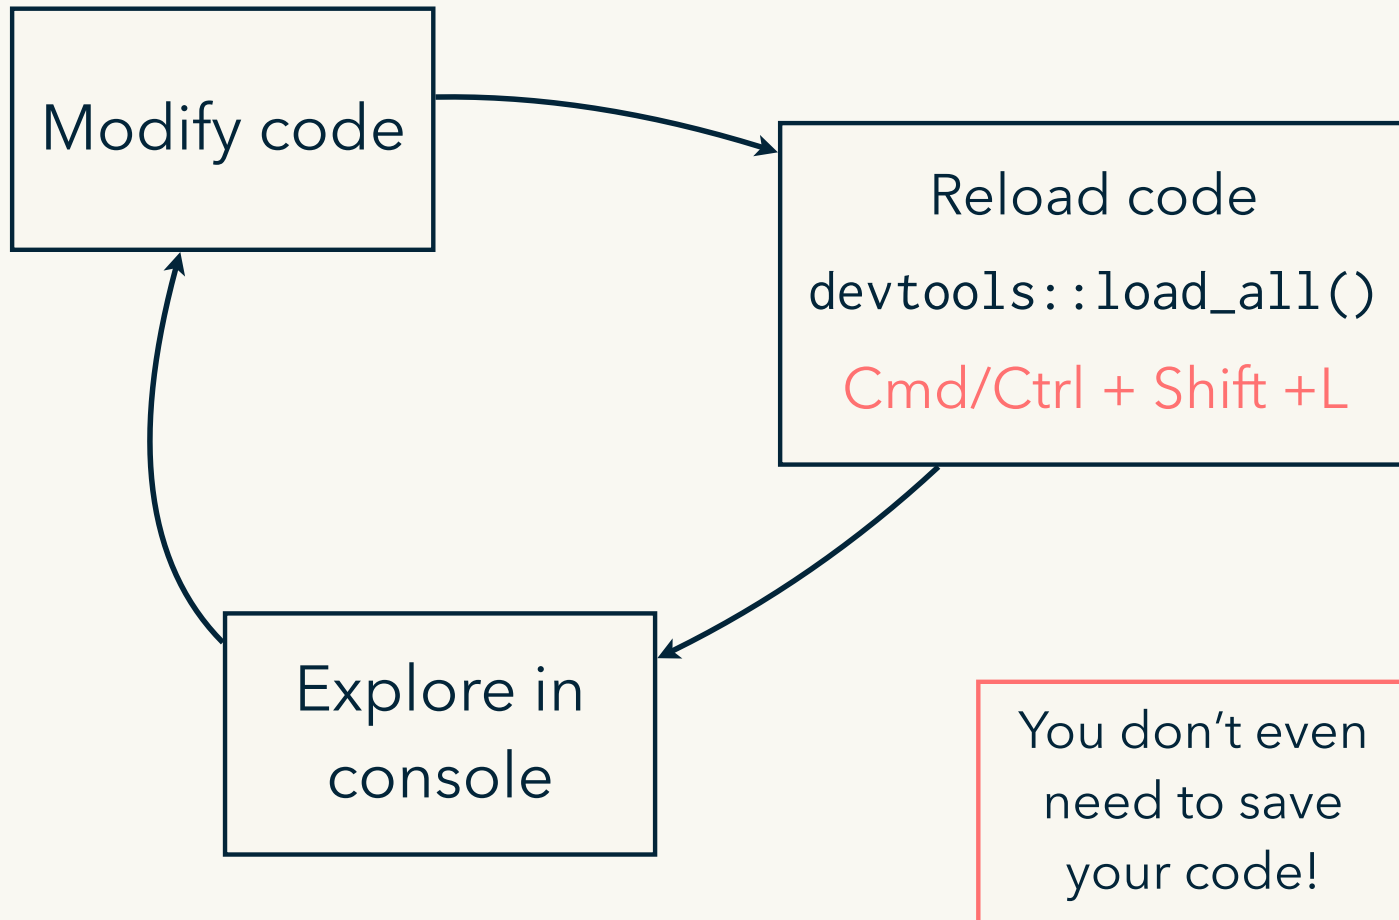 Modify code
Reload code
devtools::load_all()
Cmd/Ctrl + Shift +L
Explore in
console
You don’t even
need to save
your code!